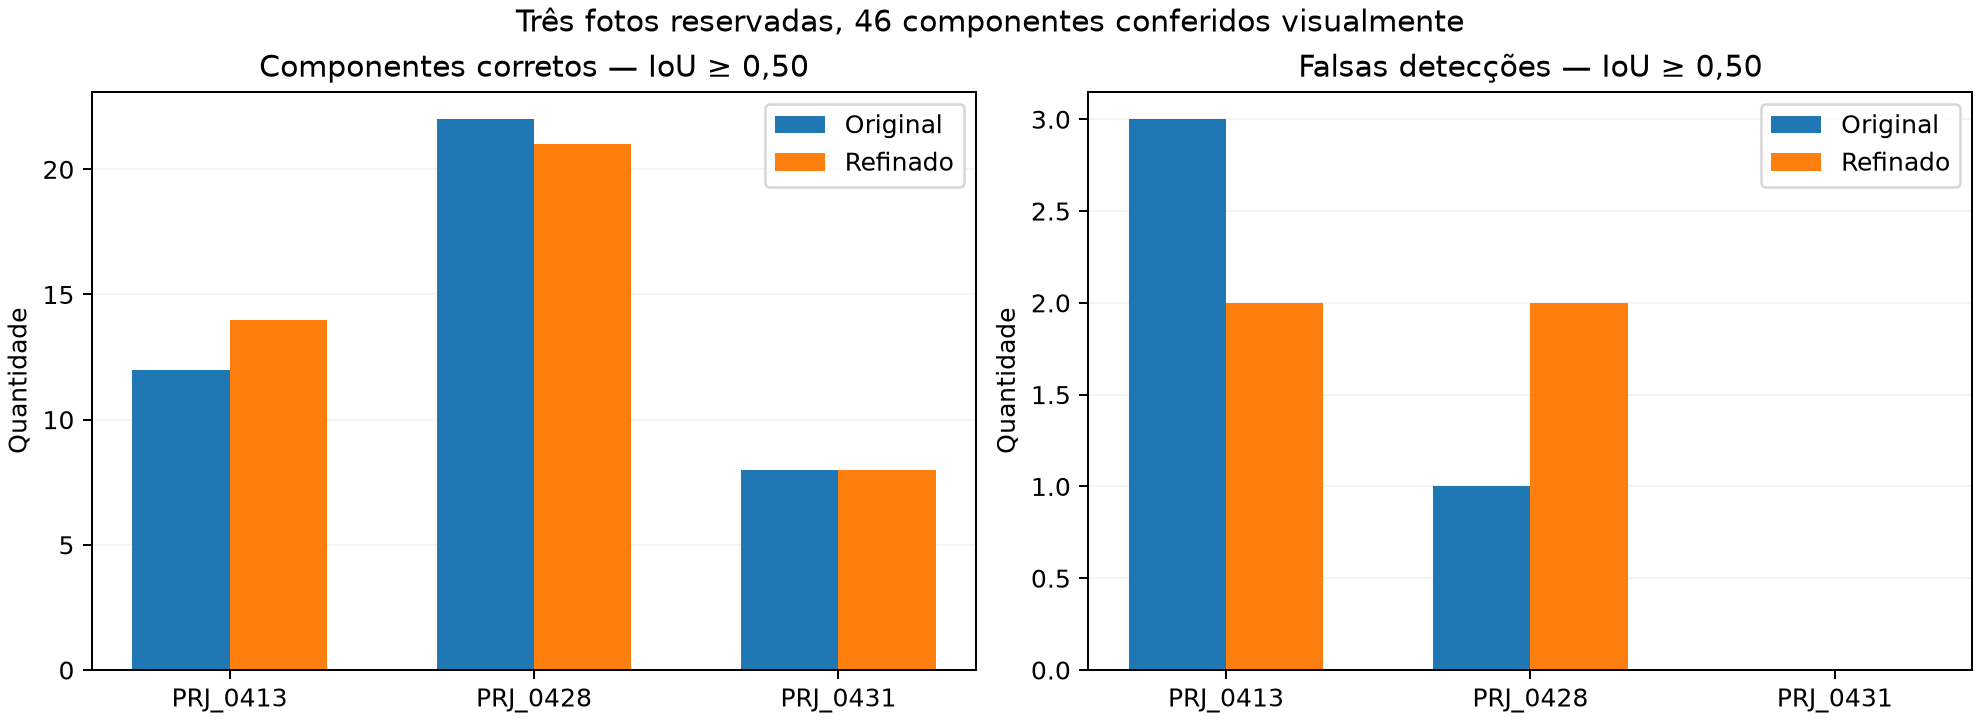 Três fotos reservadas, 46 componentes conferidos visualmente
Componentes corretos — IoU ≥ 0,50
Quantidade
20
15
10
5
0
Original
Refinado
PRJ_0413
PRJ_0428
PRJ_0431
Falsas detecções — IoU ≥ 0,50
Quantidade
3.0
2.5
2.0
1.5
1.0
0.5
0.0
Original
Refinado
PRJ_0413
PRJ_0428
PRJ_0431